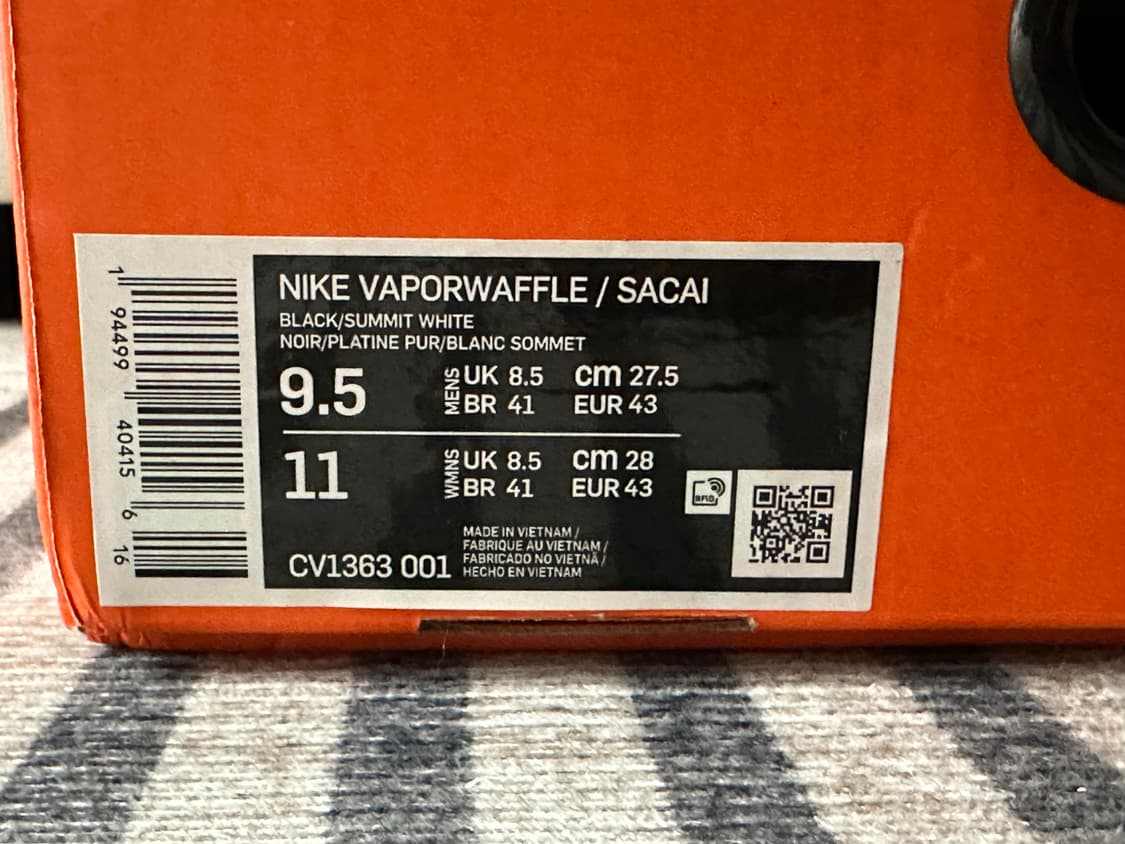 NIKE VAPORWAFFLE / SACAI
BLACK/SUMMIT WHITE
NOIR/PLATINE PUR/BLANC SOMMET
9.5 MENS UK 8.5 cm 27.5
BR 41 EUR 43
11 WMNS UK 8.5 cm 28
BR 41 EUR 43
RFID
MADE IN VIETNAM /
FABRIQUE AU VIETNAM /
FABRICADO NO VIETNÃ /
HECHO EN VIETNAM
CV1363 001
1 94499 40415 6 16